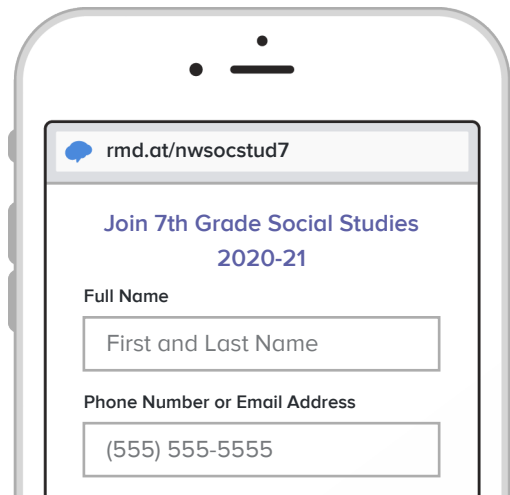 rmd.at/nwsocstud7
Join 7th Grade Social Studies
2020-21
Full Name
First and Last Name
Phone Number or Email Address
(555) 555-5555